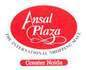 Ansal
Plaza
THE INTERNATIONAL SHOPPING MALL
Greater Noida